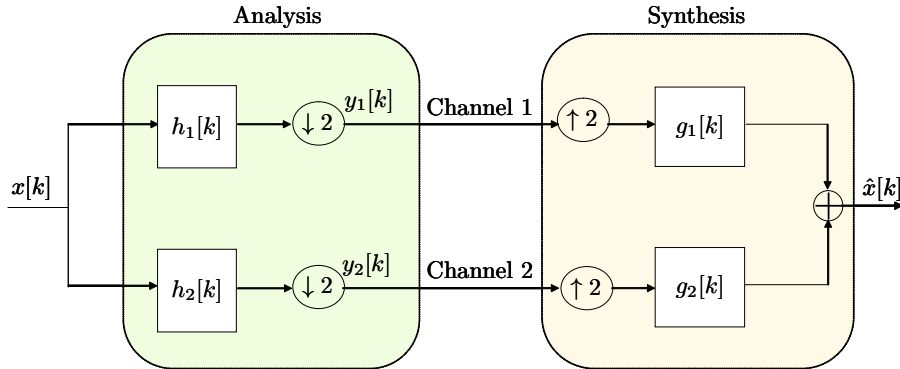 Analysis
Synthesis
h₁[k]
↓ 2
y₁[k]
Channel 1
↑ 2
g₁[k]
x[k]
x̂[k]
h₂[k]
↓ 2
y₂[k]
Channel 2
↑ 2
g₂[k]